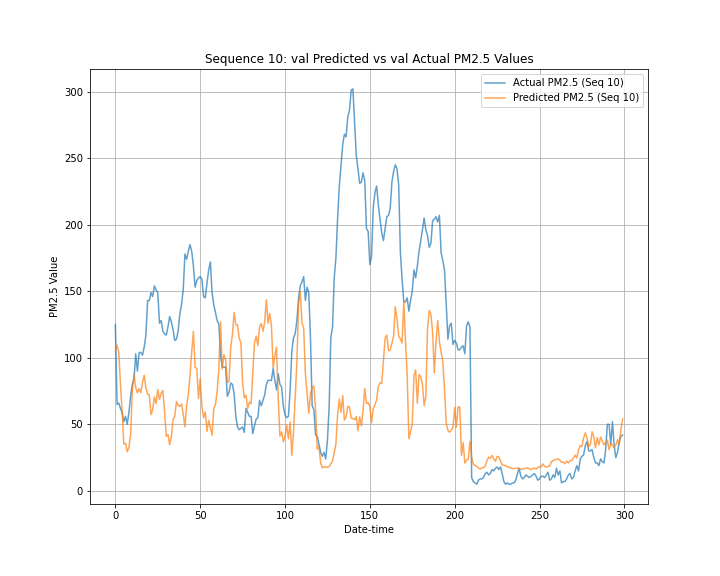 Sequence 10: val Predicted vs val Actual PM2.5 Values
Actual PM2.5 (Seq 10)
Predicted PM2.5 (Seq 10)
300
250
200
150
100
50
0
PM2.5 Value
0 50 100 150 200 250 300
Date-time